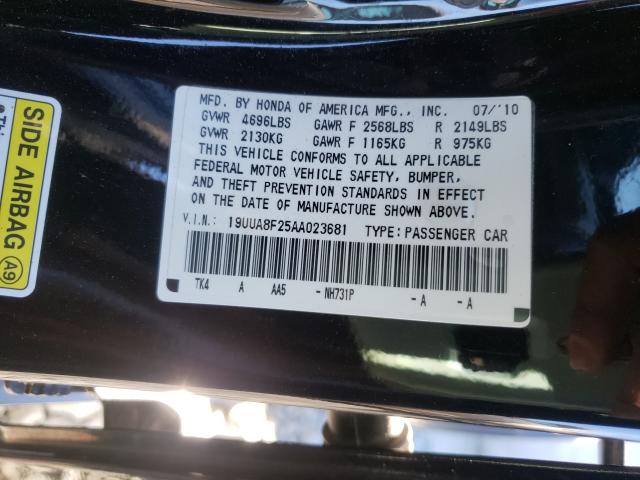 MFD. BY HONDA OF AMERICA MFG., INC. 07/'10
GVWR 4696LBS GAWR F 2568LBS R 2149LBS
GVWR 2130KG GAWR F 1165KG R 975KG
THIS VEHICLE CONFORMS TO ALL APPLICABLE
FEDERAL MOTOR VEHICLE SAFETY, BUMPER,
AND THEFT PREVENTION STANDARDS IN EFFECT
ON THE DATE OF MANUFACTURE SHOWN ABOVE.
V.I.N.: 19UUA8F25AA023681 TYPE:PASSENGER CAR
TK4 A AA5 -NH731P -A -A
SIDE AIRBAG
A9